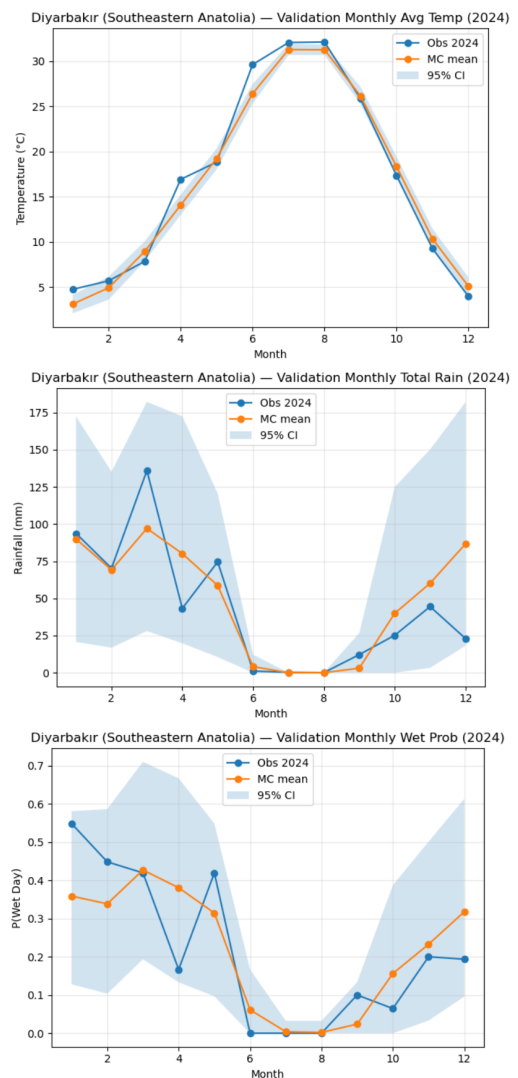 Diyarbakır (Southeastern Anatolia) — Validation Monthly Avg Temp (2024)
Obs 2024
MC mean
95% CI
30
25
20
15
10
5
Temperature (°C)
2
4
6
8
10
12
Month
Diyarbakır (Southeastern Anatolia) — Validation Monthly Total Rain (2024)
Obs 2024
MC mean
95% CI
175
150
125
100
75
50
25
0
Rainfall (mm)
2
4
6
8
10
12
Month
Diyarbakır (Southeastern Anatolia) — Validation Monthly Wet Prob (2024)
Obs 2024
MC mean
95% CI
0.7
0.6
0.5
0.4
0.3
0.2
0.1
0.0
P(Wet Day)
2
4
6
8
10
12
Month